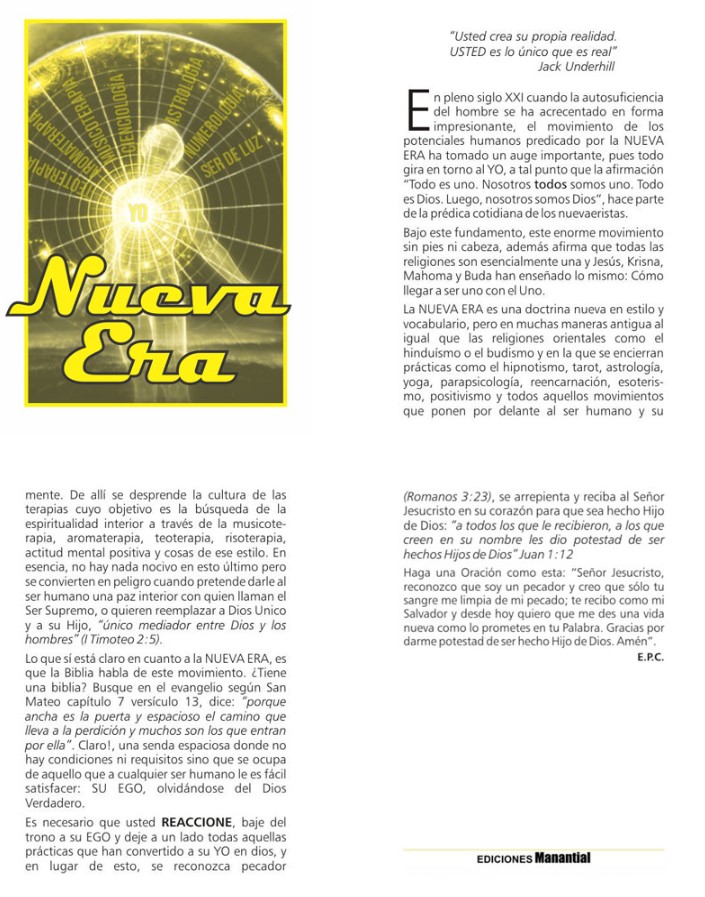 TEOTERAPIA
AROMATERAPIA
MUSICOTERAPIA
CIENCIOLOGÍA
ASTROLOGÍA
NUMEROLOGÍA
SER DE LUZ
YO
Nueva
Era
“Usted crea su propia realidad.
USTED es lo único que es real”
Jack Underhill
En pleno siglo XXI cuando la autosuficiencia
del hombre se ha acrecentado en forma
impresionante, el movimiento de los
potenciales humanos predicado por la NUEVA
ERA ha tomado un auge importante, pues todo
gira en torno al YO, a tal punto que la afirmación
“Todo es uno. Nosotros todos somos uno. Todo
es Dios. Luego, nosotros somos Dios”, hace parte
de la prédica cotidiana de los nuevaeristas.
Bajo este fundamento, este enorme movimiento
sin pies ni cabeza, además afirma que todas las
religiones son esencialmente una y Jesús, Krisna,
Mahoma y Buda han enseñado lo mismo: Cómo
llegar a ser uno con el Uno.
La NUEVA ERA es una doctrina nueva en estilo y
vocabulario, pero en muchas maneras antigua al
igual que las religiones orientales como el
hinduísmo o el budismo y en la que se encierran
prácticas como el hipnotismo, tarot, astrología,
yoga, parapsicología, reencarnación, esoteris-
mo, positivismo y todos aquellos movimientos
que ponen por delante al ser humano y su
mente. De allí se desprende la cultura de las
terapias cuyo objetivo es la búsqueda de la
espiritualidad interior a través de la musicote-
rapia, aromaterapia, teoterapia, risoterapia,
actitud mental positiva y cosas de ese estilo. En
esencia, no hay nada nocivo en esto último pero
se convierten en peligro cuando pretende darle al
ser humano una paz interior con quien llaman el
Ser Supremo, o quieren reemplazar a Dios Unico
y a su Hijo, “único mediador entre Dios y los
hombres” (I Timoteo 2:5).
Lo que sí está claro en cuanto a la NUEVA ERA, es
que la Biblia habla de este movimiento. ¿Tiene
una biblia? Busque en el evangelio según San
Mateo capítulo 7 versículo 13, dice: “porque
ancha es la puerta y espacioso el camino que
lleva a la perdición y muchos son los que entran
por ella”. Claro!, una senda espaciosa donde no
hay condiciones ni requisitos sino que se ocupa
de aquello que a cualquier ser humano le es fácil
satisfacer: SU EGO, olvidándose del Dios
Verdadero.
Es necesario que usted REACCIONE, baje del
trono a su EGO y deje a un lado todas aquellas
prácticas que han convertido a su YO en dios, y
en lugar de esto, se reconozca pecador
(Romanos 3:23), se arrepienta y reciba al Señor
Jesucristo en su corazón para que sea hecho Hijo
de Dios: “a todos los que le recibieron, a los que
creen en su nombre les dio potestad de ser
hechos Hijos de Dios” Juan 1:12
Haga una Oración como esta: “Señor Jesucristo,
reconozco que soy un pecador y creo que sólo tu
sangre me limpia de mi pecado; te recibo como mi
Salvador y desde hoy quiero que me des una vida
nueva como lo prometes en tu Palabra. Gracias por
darme potestad de ser hecho Hijo de Dios. Amén”.
E.P.C.
EDICIONES Manantial